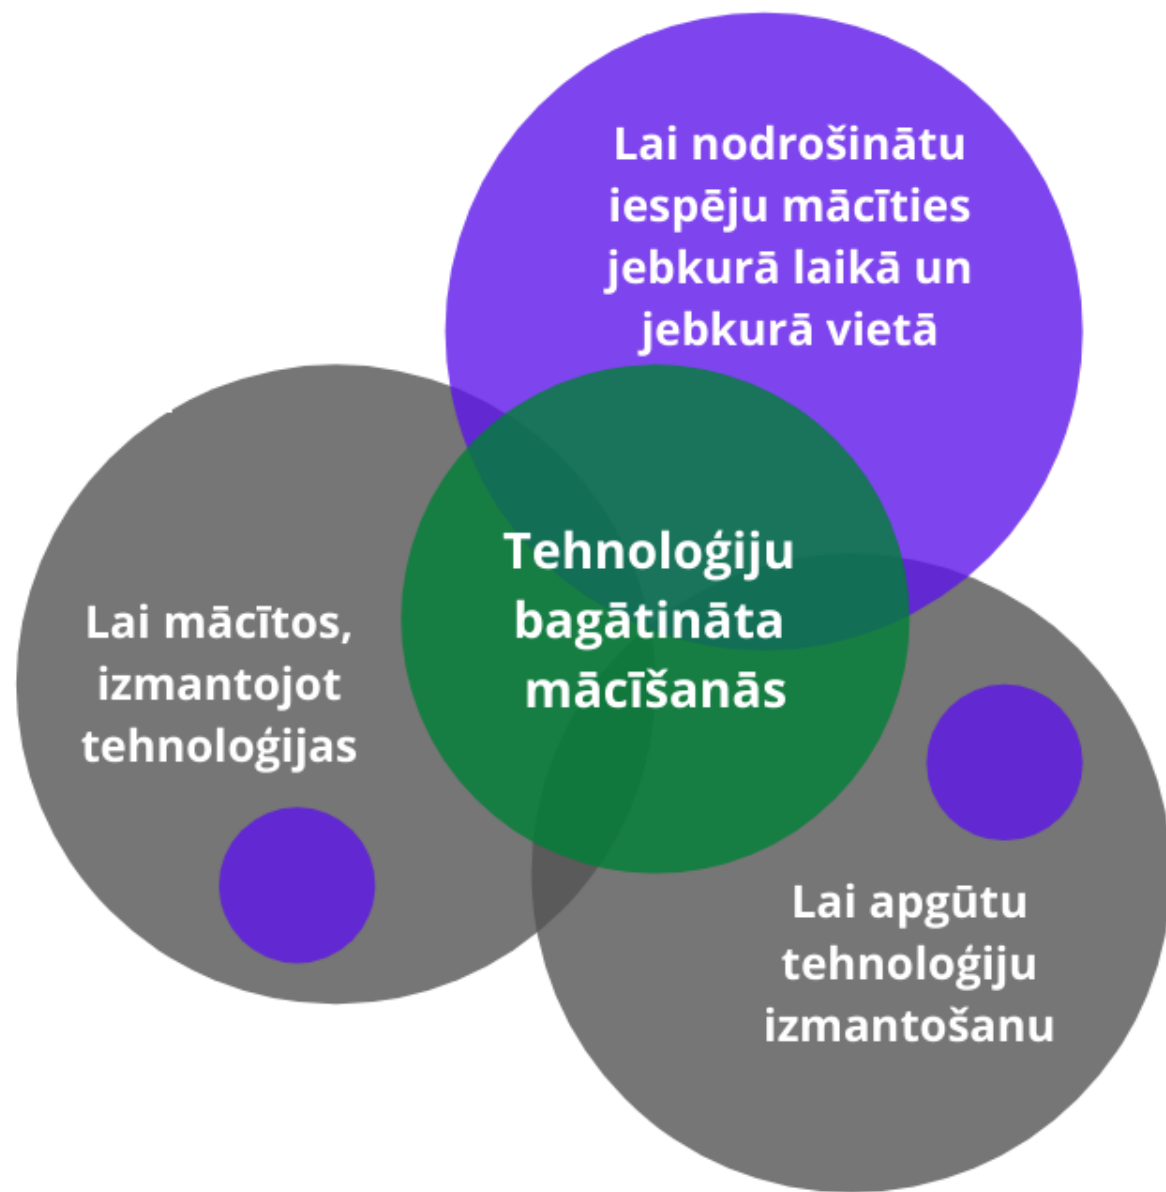 Lai nodrošinātu
iespēju mācīties
jebkurā laikā un
jebkurā vietā
Tehnoloģiju
bagātināta
mācīšanās
Lai mācītos,
izmantojot
tehnoloģijas
Lai apgūtu
tehnoloģiju
izmantošanu